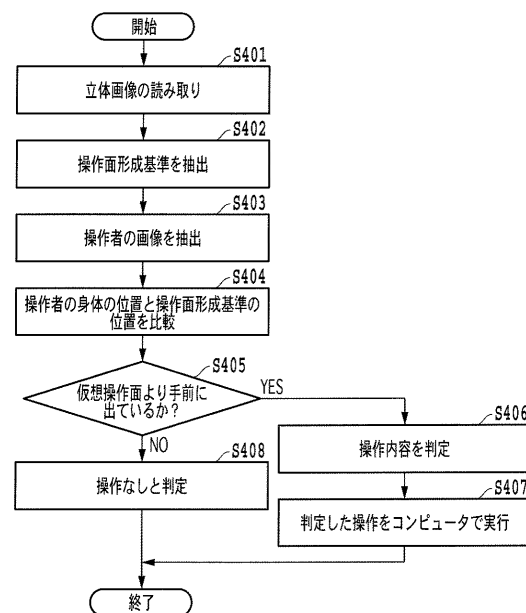 開始
S401
立体画像の読み取り
S402
操作面形成基準を抽出
S403
操作者の画像を抽出
S404
操作者の身体の位置と操作面形成基準の
位置を比較
S405
仮想操作面より手前に
出ているか?
YES
NO
S406
操作内容を判定
S407
判定した操作をコンピュータで実行
S408
操作なしと判定
終了